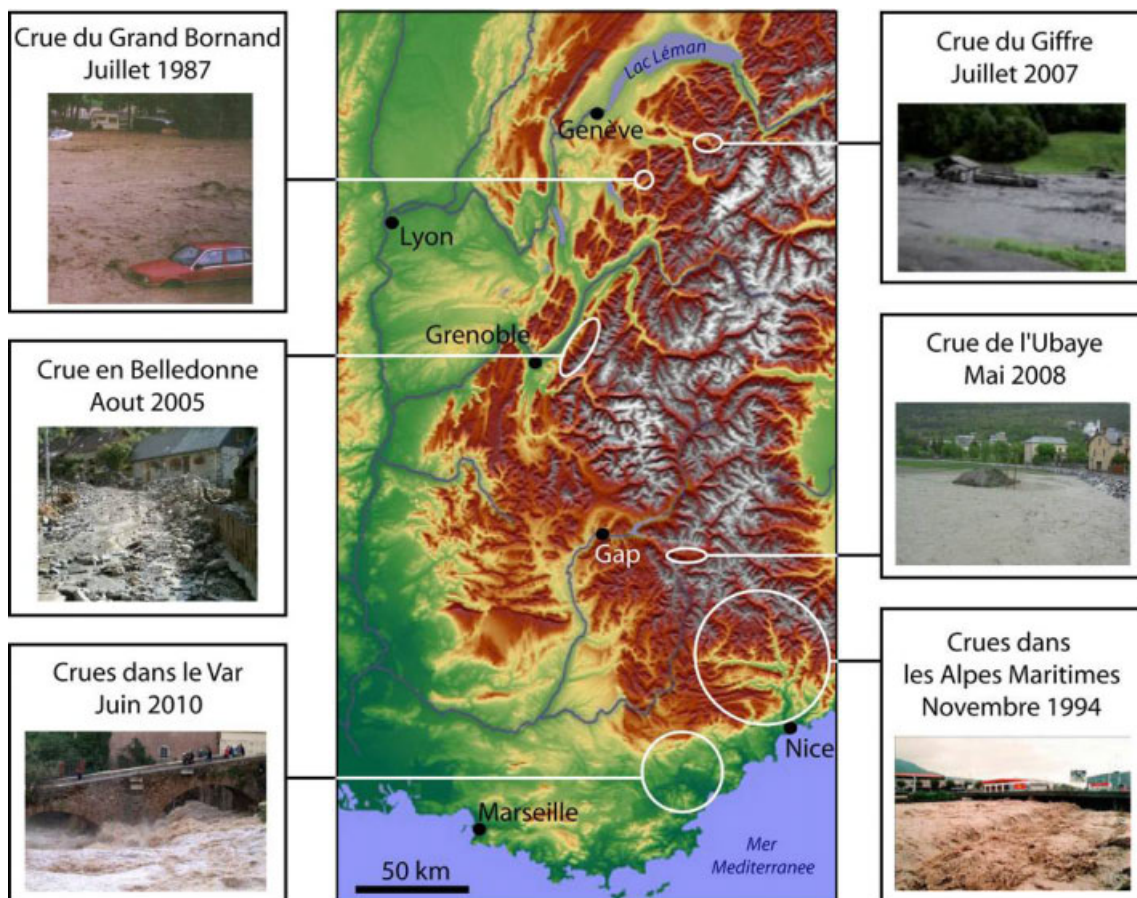 Crue du Grand Bornand
Juillet 1987
Crue en Belledonne
Aout 2005
Crues dans le Var
Juin 2010
Lac Léman
Genève
Lyon
Grenoble
Gap
Nice
Marseille
50 km
Mer
Mediterranee
Crue du Giffre
Juillet 2007
Crue de l'Ubaye
Mai 2008
Crues dans
les Alpes Maritimes
Novembre 1994